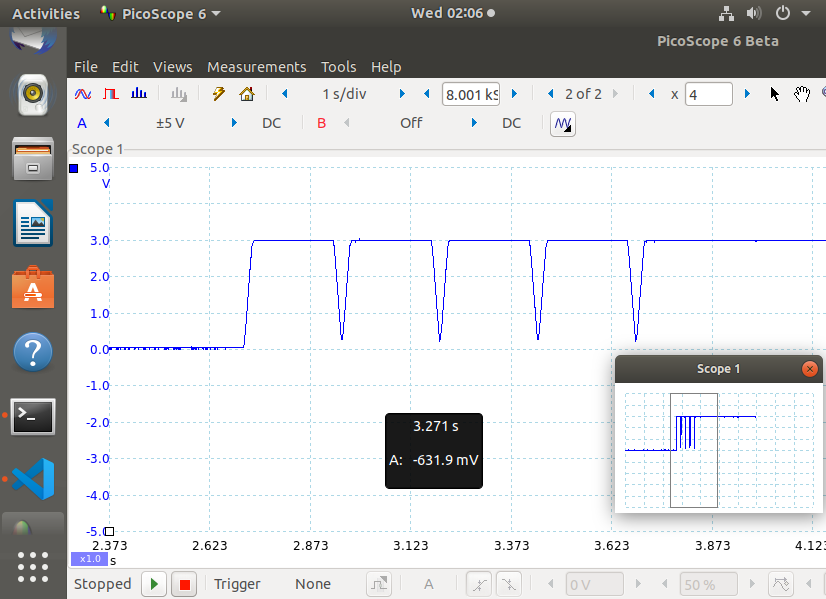 Activities PicoScope 6 Wed 02:06
PicoScope 6 Beta
File Edit Views Measurements Tools Help
1 s/div 8.001 kS 2 of 2 x 4
A ±5 V DC B Off DC
Scope 1
5.0
V
3.0
2.0
1.0
0.0
-1.0
-2.0
-3.0
-4.0
-5.0
3.271 s
A: -631.9 mV
Scope 1
2.373 2.623 2.873 3.123 3.373 3.623 3.873 4.123
x1.0 s
Stopped Trigger None A 0 V 50 %